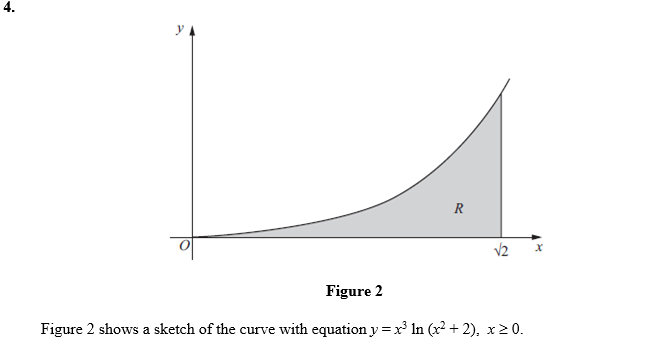 4.
y
R
O
√2
x
Figure 2
Figure 2 shows a sketch of the curve with equation y = x³ ln (x² + 2), x ≥ 0.